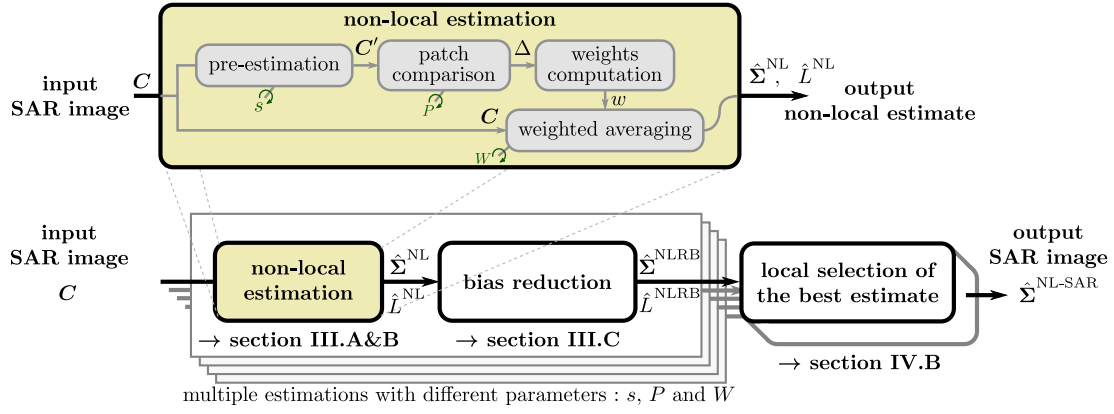 non-local estimation
input
SAR image
C
pre-estimation
s
C′
patch
comparison
P
Δ
weights
computation
w
C
weighted averaging
W
Σ̂^NL, L̂^NL
output
non-local estimate
input
SAR image
C
non-local
estimation
Σ̂^NL
L̂^NL
→ section III.A&B
bias reduction
→ section III.C
Σ̂^NLRB
L̂^NLRB
local selection of
the best estimate
→ section IV.B
output
SAR image
Σ̂^NL-SAR
multiple estimations with different parameters : s, P and W